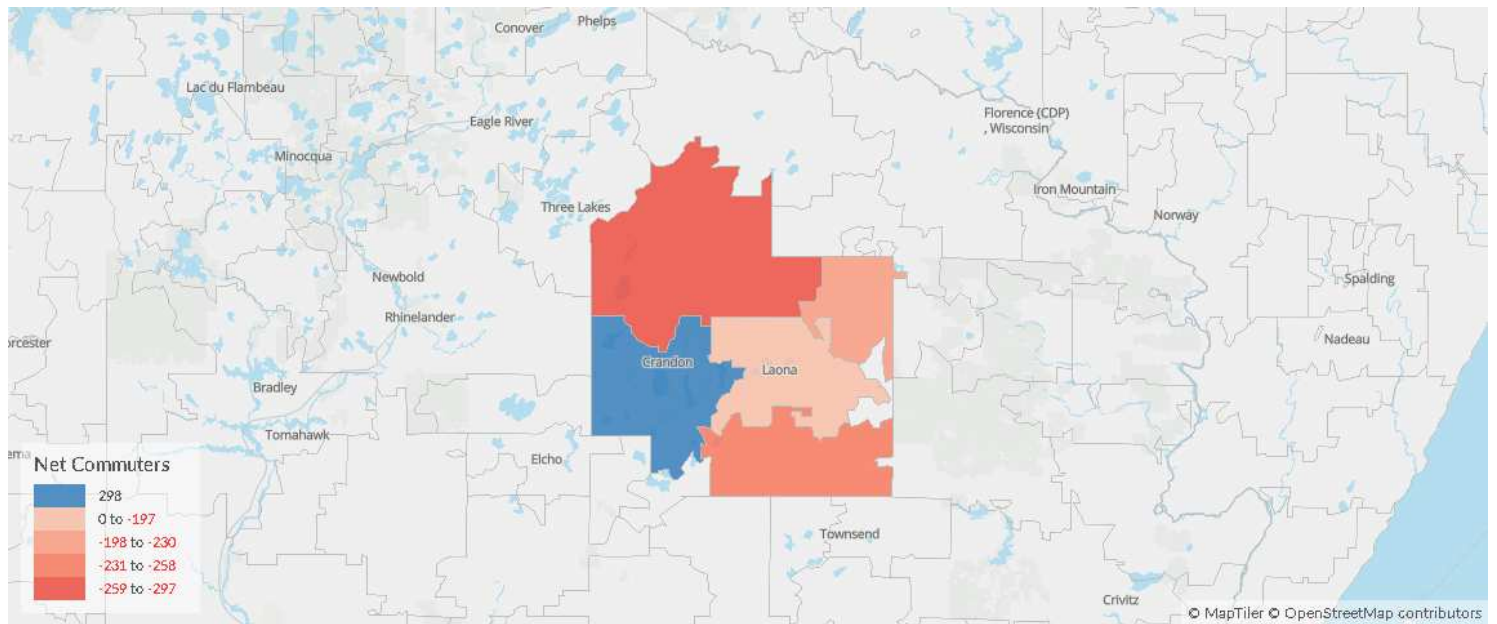 Phelps
Conover
Lac du Flambeau
Eagle River
Florence (CDP)
, Wisconsin
Minocqua
Iron Mountain
Three Lakes
Norway
Newbold
Spalding
Rhinelander
orcester
Nadeau
Crandon
Laona
Bradley
Tomahawk
ema
Elcho
Net Commuters
298
0 to -197
-198 to -230
-231 to -258
-259 to -297
Townsend
Crivitz
© MapTiler © OpenStreetMap contributors